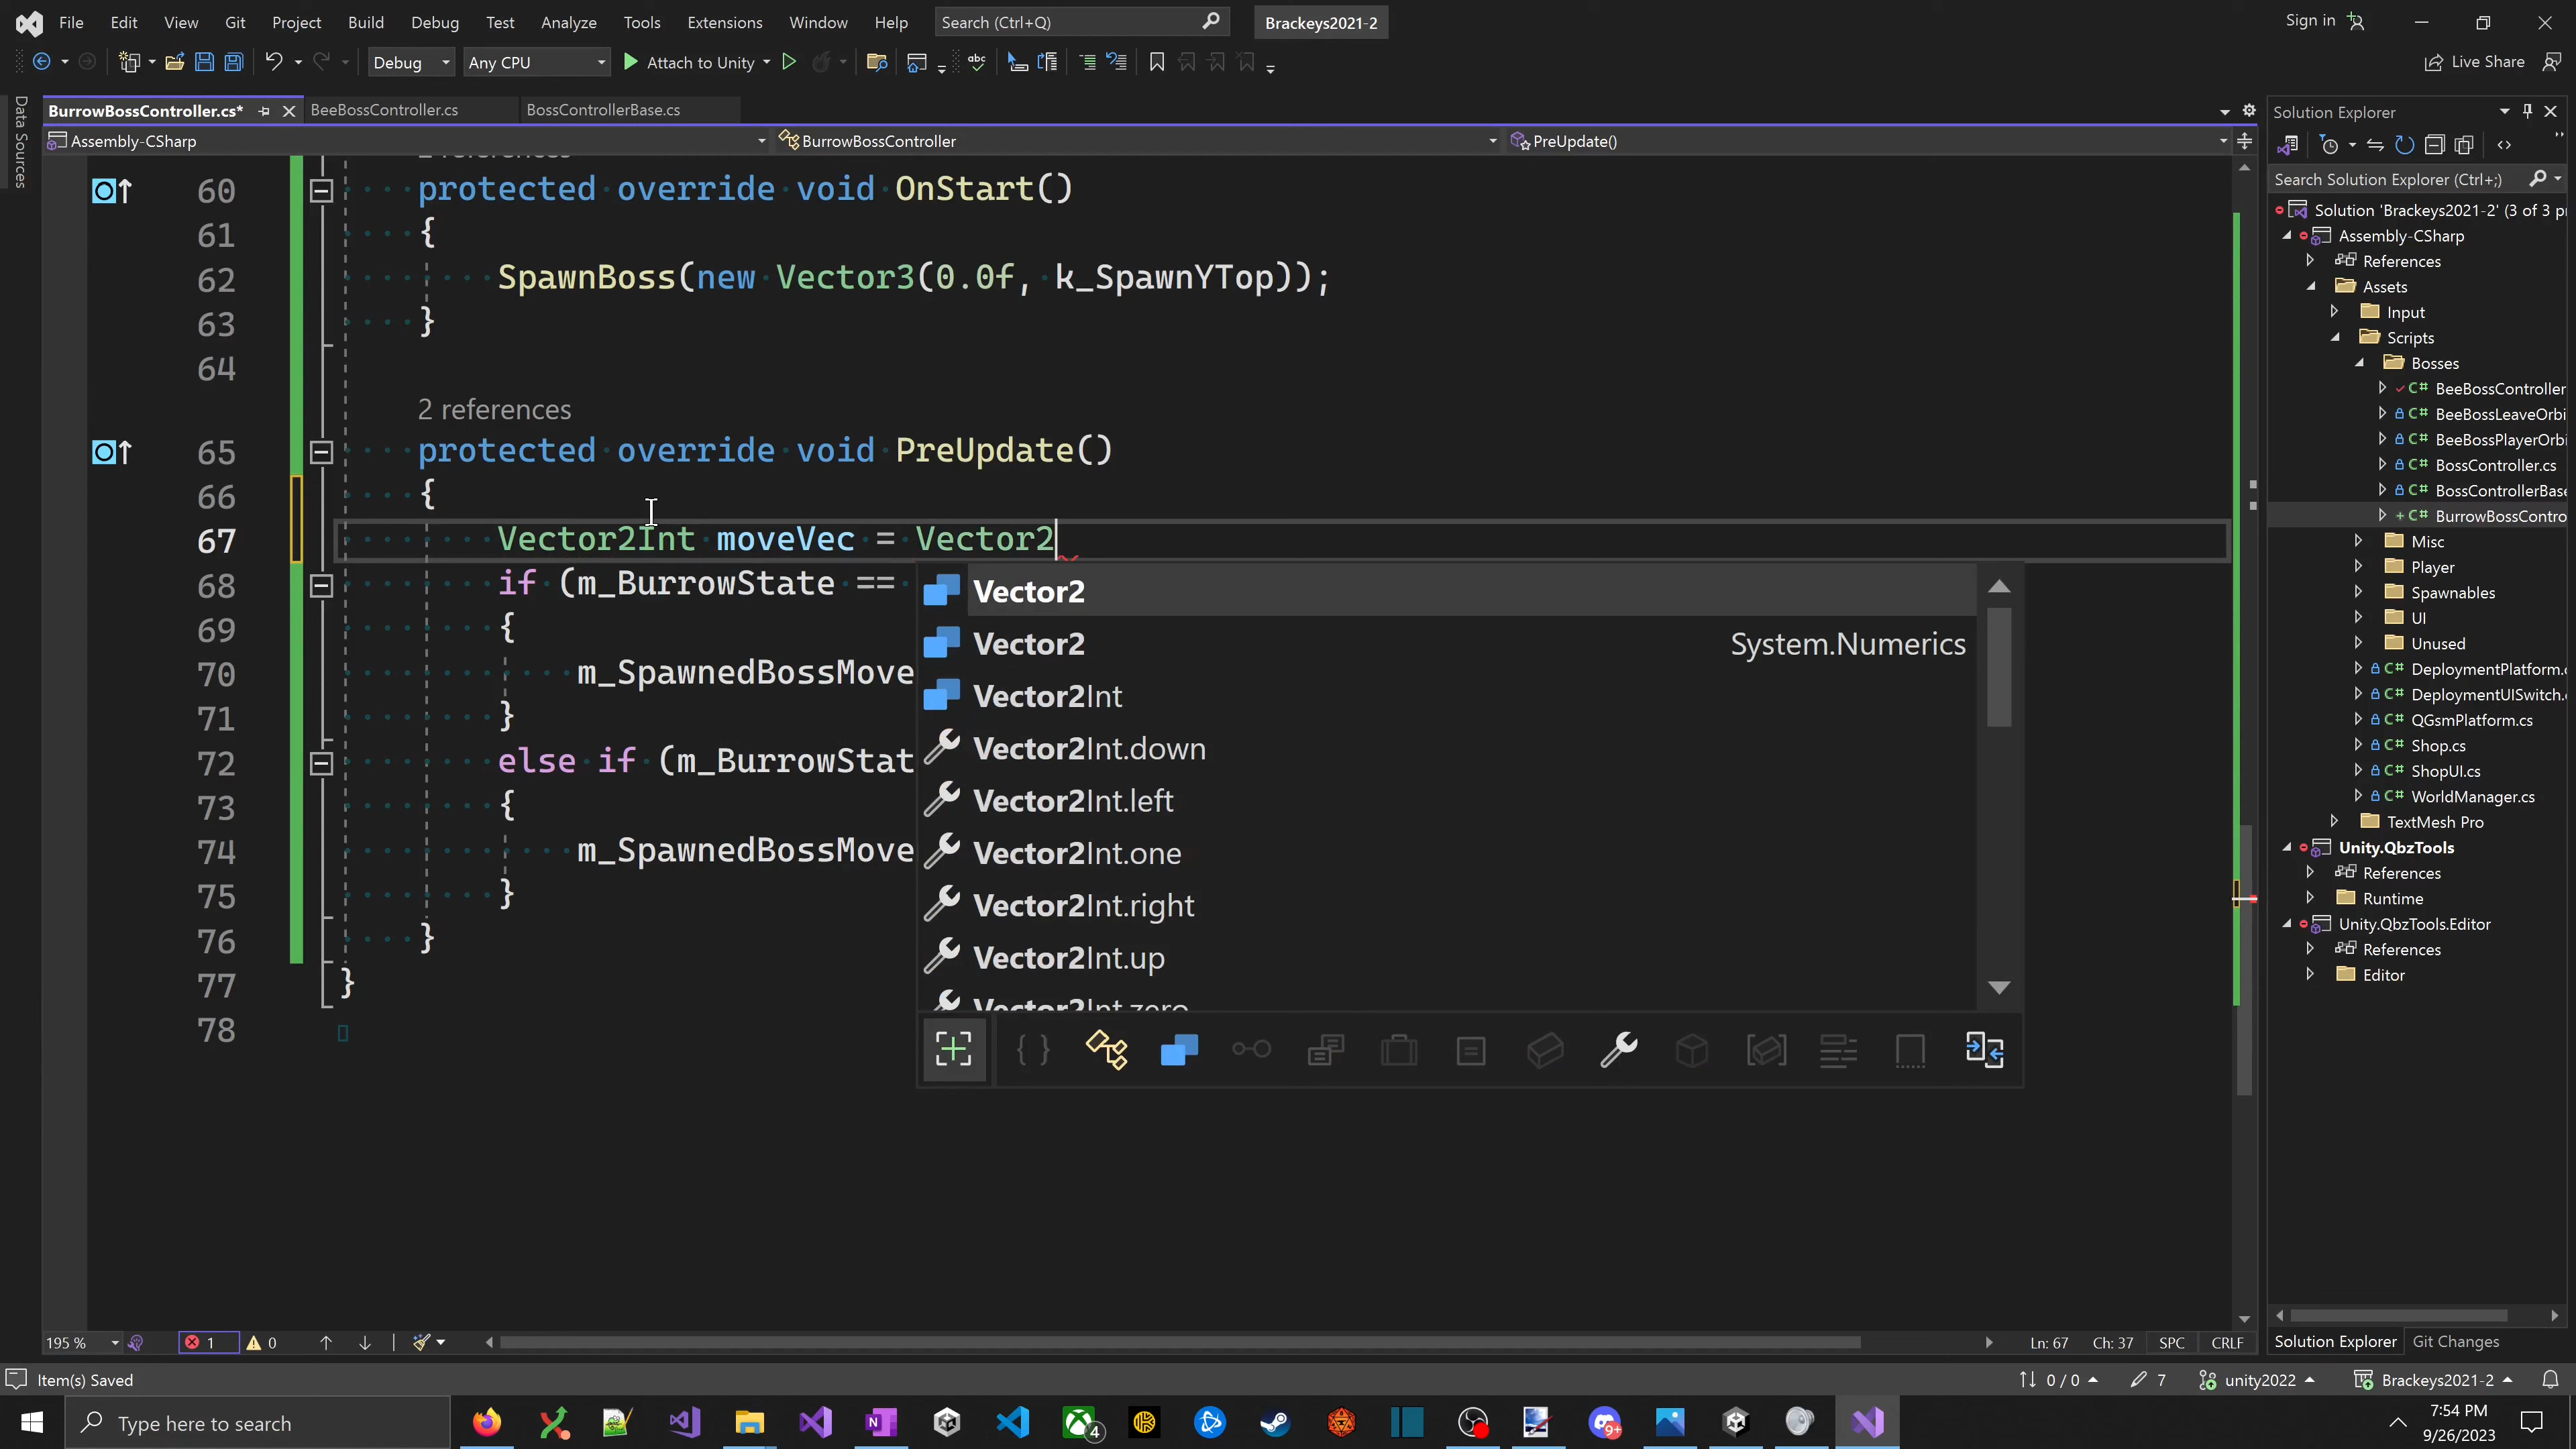 File Edit View Git Project Build Debug Test Analyze Tools Extensions Window Help Search (Ctrl+Q) Brackeys2021-2 Sign in
Debug Any CPU Attach to Unity Live Share
Data Sources
BurrowBossController.cs* BeeBossController.cs BossControllerBase.cs
Assembly-CSharp BurrowBossController PreUpdate()
60 protected override void OnStart()
61 {
62 SpawnBoss(new Vector3(0.0f, k_SpawnYTop));
63 }
64
2 references
65 protected override void PreUpdate()
66 {
67 Vector2Int moveVec = Vector2
68 if (m_BurrowState ==
69 {
70 m_SpawnedBossMove
71 }
72 else if (m_BurrowStat
73 {
74 m_SpawnedBossMove
75 }
76 }
77 }
78
Vector2
Vector2 System.Numerics
Vector2Int
Vector2Int.down
Vector2Int.left
Vector2Int.one
Vector2Int.right
Vector2Int.up
Vector2Int.zero
Solution Explorer
Search Solution Explorer (Ctrl+;)
Solution 'Brackeys2021-2' (3 of 3 pr
Assembly-CSharp
References
Assets
Input
Scripts
Bosses
C# BeeBossController
C# BeeBossLeaveOrbi
C# BeeBossPlayerOrbi
C# BossController.cs
C# BossControllerBase
C# BurrowBossContro
Misc
Player
Spawnables
UI
Unused
C# DeploymentPlatform.c
C# DeploymentUISwitch.c
C# QGsmPlatform.cs
C# Shop.cs
C# ShopUI.cs
C# WorldManager.cs
TextMesh Pro
Unity.QbzTools
References
Runtime
Unity.QbzTools.Editor
References
Editor
195 % 1 0 Ln: 67 Ch: 37 SPC CRLF
Solution Explorer Git Changes
Item(s) Saved 0 / 0 7 unity2022 Brackeys2021-2
Type here to search 4 9+ 7:54 PM
9/26/2023